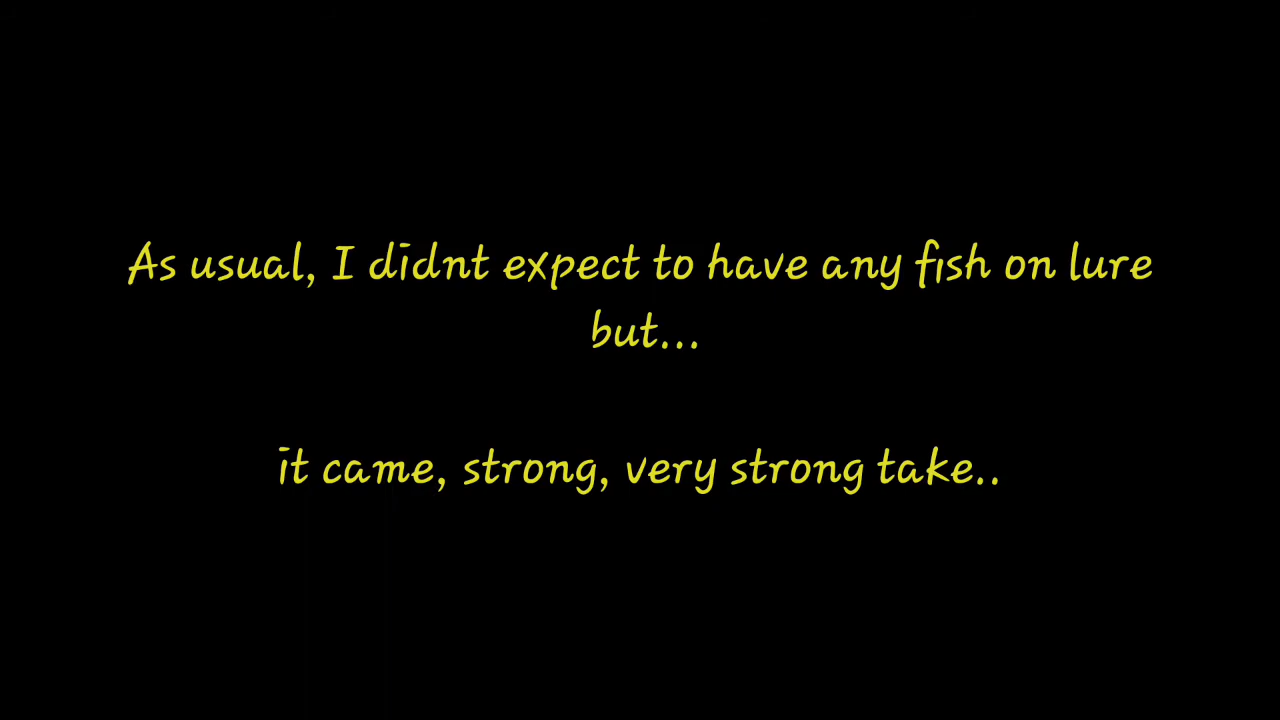 As usual, I didnt expect to have any fish on lure
but...
it came, strong, very strong take..